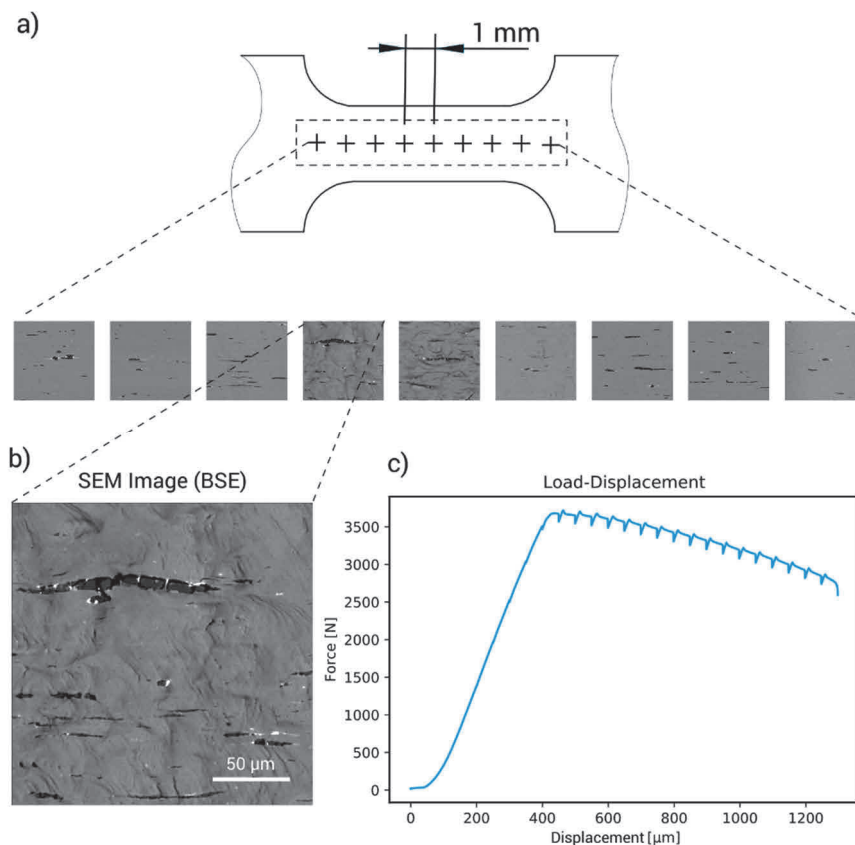 a)
1 mm
b)
SEM Image (BSE)
50 μm
c)
Load-Displacement
Force [N]
3500
3000
2500
2000
1500
1000
500
0
0 200 400 600 800 1000 1200
Displacement [μm]